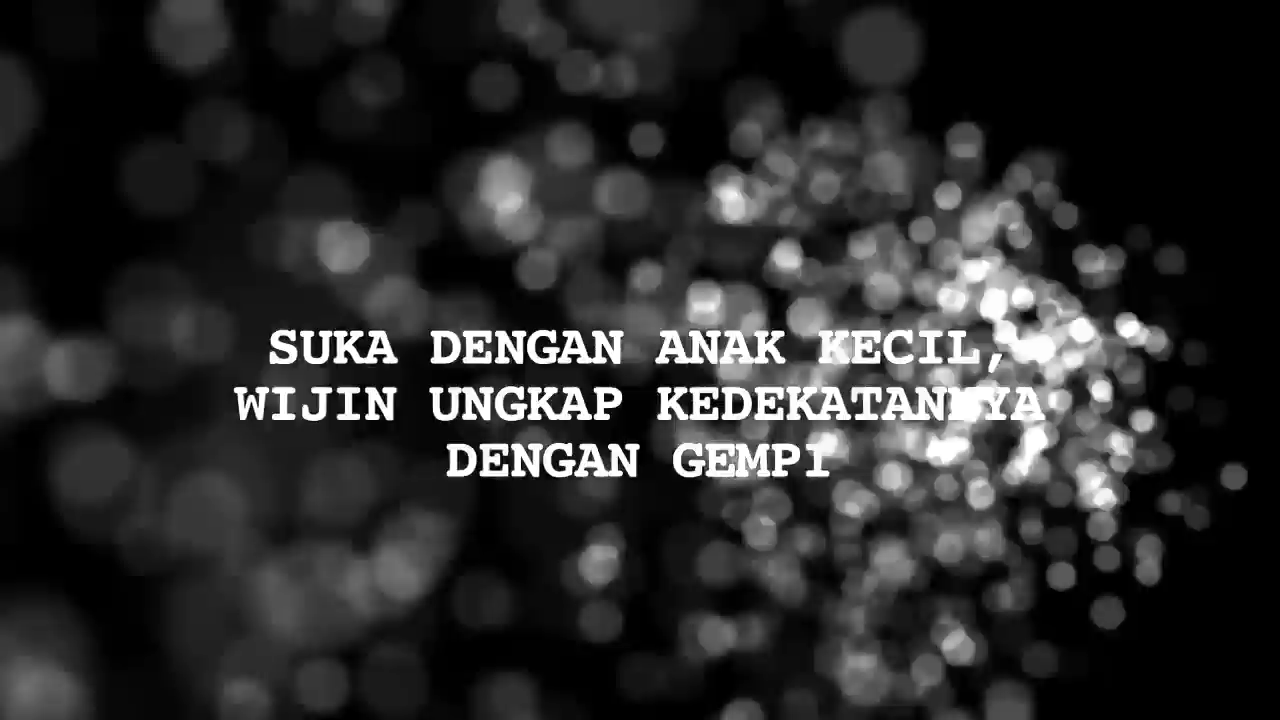 SUKA DENGAN ANAK KECIL,
WIJIN UNGKAP KEDEKATANNYA
DENGAN GEMPI